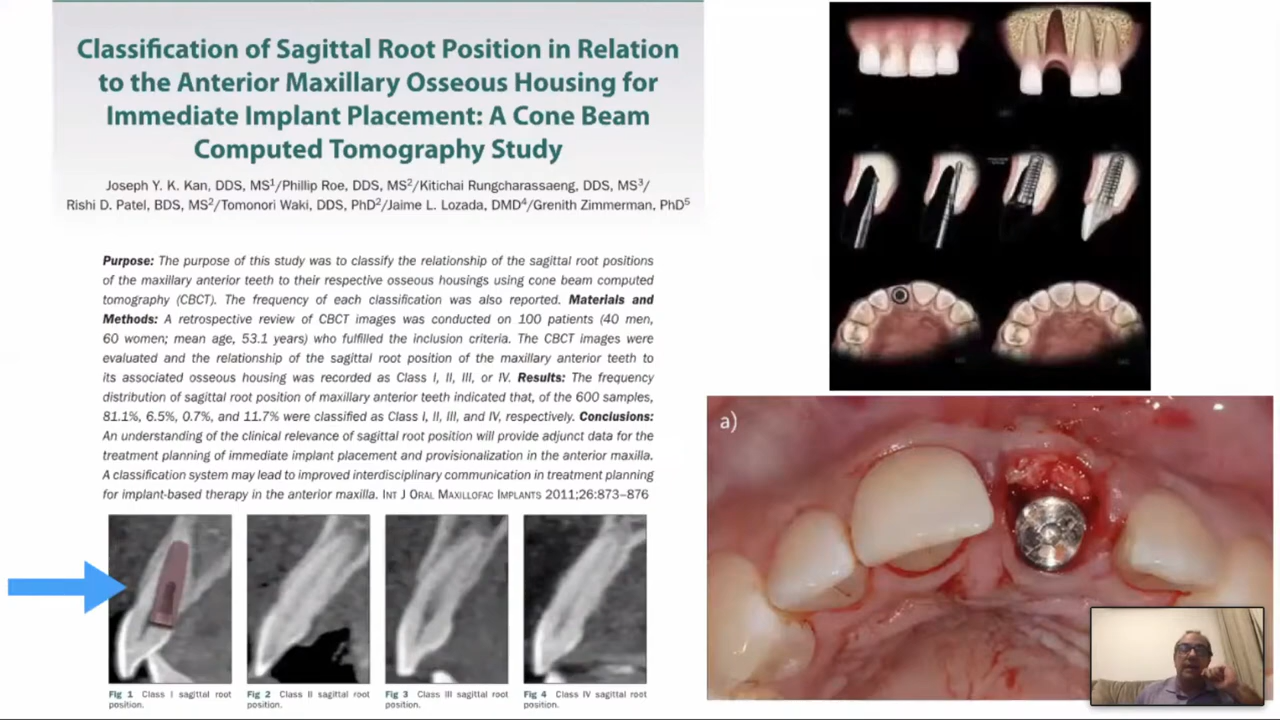 Classification of Sagittal Root Position in Relation
to the Anterior Maxillary Osseous Housing for
Immediate Implant Placement: A Cone Beam
Computed Tomography Study
Joseph Y. K. Kan, DDS, MS1/Phillip Roe, DDS, MS2/Kitichai Rungcharassaeng, DDS, MS3/
Rishi D. Patel, BDS, MS2/Tomonori Waki, DDS, PhD2/Jaime L. Lozada, DMD4/Grenith Zimmerman, PhD5
Purpose: The purpose of this study was to classify the relationship of the sagittal root positions
of the maxillary anterior teeth to their respective osseous housings using cone beam computed
tomography (CBCT). The frequency of each classification was also reported. Materials and
Methods: A retrospective review of CBCT images was conducted on 100 patients (40 men,
60 women; mean age, 53.1 years) who fulfilled the inclusion criteria. The CBCT images were
evaluated and the relationship of the sagittal root position of the maxillary anterior teeth to
its associated osseous housing was recorded as Class I, II, III, or IV. Results: The frequency
distribution of sagittal root position of maxillary anterior teeth indicated that, of the 600 samples,
81.1%, 6.5%, 0.7%, and 11.7% were classified as Class I, II, III, and IV, respectively. Conclusions:
An understanding of the clinical relevance of sagittal root position will provide adjunct data for the
treatment planning of immediate implant placement and provisionalization in the anterior maxilla.
A classification system may lead to improved interdisciplinary communication in treatment planning
for implant-based therapy in the anterior maxilla. INT J ORAL MAXILLOFAC IMPLANTS 2011;26:873–876
Fig 1 Class I sagittal root
position.
Fig 2 Class II sagittal root
position.
Fig 3 Class III sagittal root
position.
Fig 4 Class IV sagittal root
position.
a)